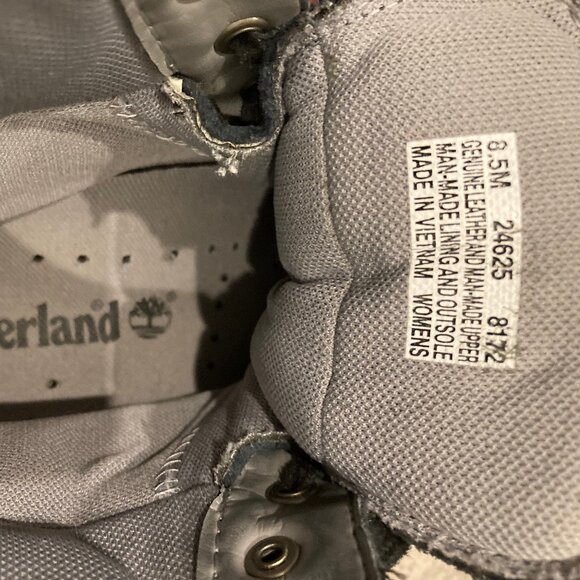 erland®
8.5M 24625 8172
GENUINE LEATHER AND MAN-MADE UPPER
MAN-MADE LINING AND OUTSOLE
MADE IN VIETNAM WOMENS